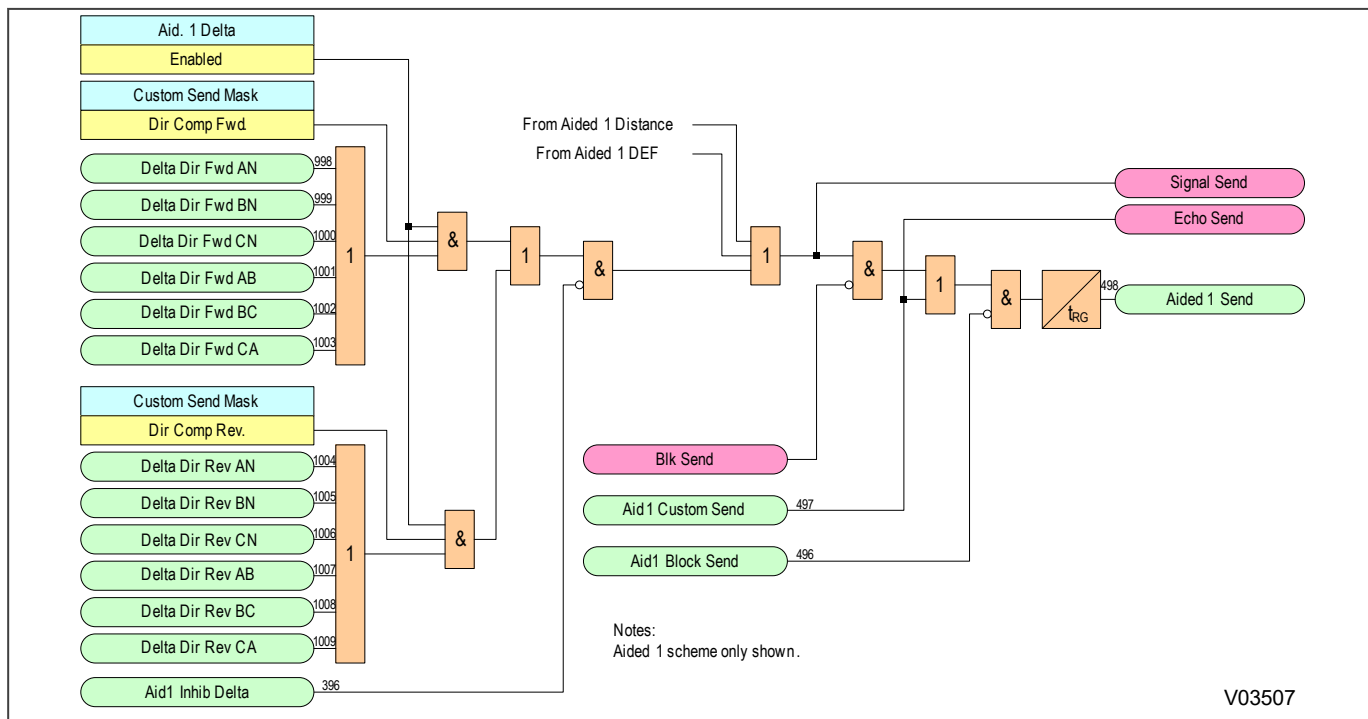 Aid. 1 Delta
Enabled
Custom Send Mask
Dir Comp Fwd.
Delta Dir Fwd AN
998
Delta Dir Fwd BN
999
Delta Dir Fwd CN
1000
Delta Dir Fwd AB
1001
Delta Dir Fwd BC
1002
Delta Dir Fwd CA
1003
1
&
1
&
From Aided 1 Distance
From Aided 1 DEF
1
&
1
&
tRG
Signal Send
Echo Send
498
Aided 1 Send
Custom Send Mask
Dir Comp Rev.
Delta Dir Rev AN
1004
Delta Dir Rev BN
1005
Delta Dir Rev CN
1006
Delta Dir Rev AB
1007
Delta Dir Rev BC
1008
Delta Dir Rev CA
1009
1
&
Aid1 Inhib Delta
396
Blk Send
Aid1 Custom Send
497
Aid1 Block Send
496
Notes:
Aided 1 scheme only shown.
V03507